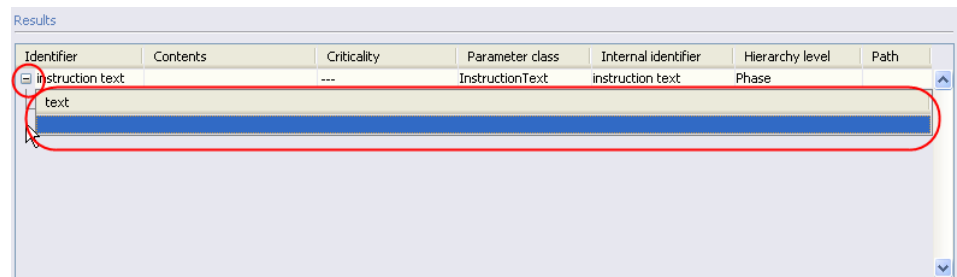 Results
Identifier Contents Criticality Parameter class Internal identifier Hierarchy level Path
instruction text --- InstructionText instruction text Phase
text